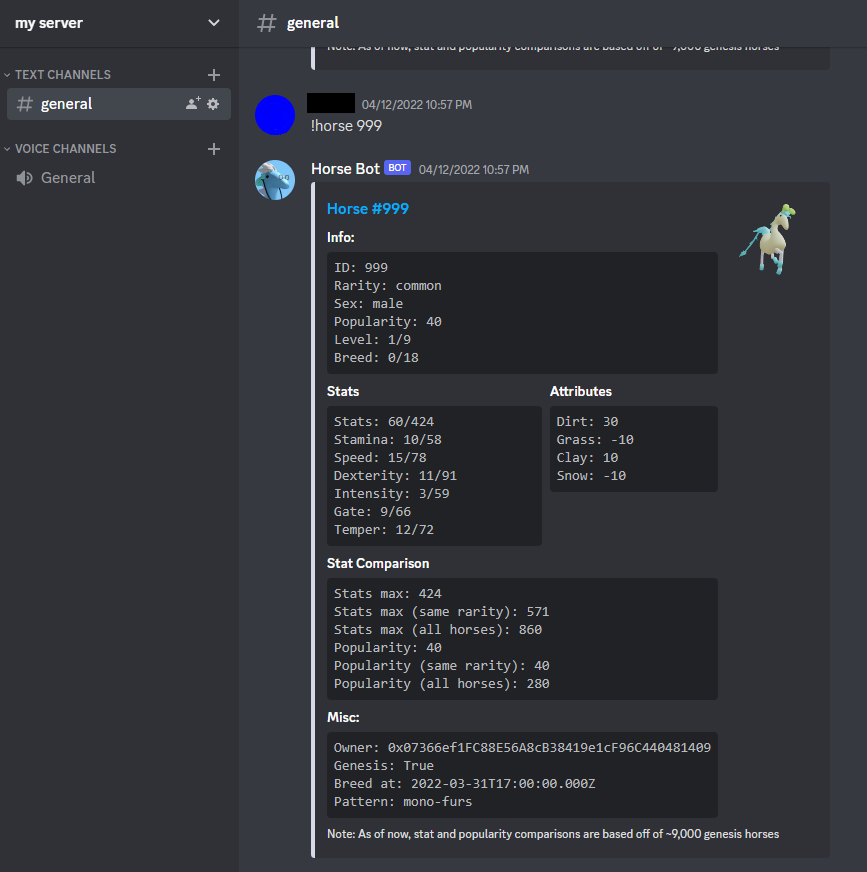 my server
# general
Note: As of now, stat and popularity comparisons are based off of ~9,000 genesis horses
TEXT CHANNELS
# general
VOICE CHANNELS
General
04/12/2022 10:57 PM
!horse 999
Horse Bot BOT 04/12/2022 10:57 PM
Horse #999
Info:
ID: 999
Rarity: common
Sex: male
Popularity: 40
Level: 1/9
Breed: 0/18
Stats
Stats: 60/424
Stamina: 10/58
Speed: 15/78
Dexterity: 11/91
Intensity: 3/59
Gate: 9/66
Temper: 12/72
Attributes
Dirt: 30
Grass: -10
Clay: 10
Snow: -10
Stat Comparison
Stats max: 424
Stats max (same rarity): 571
Stats max (all horses): 860
Popularity: 40
Popularity (same rarity): 40
Popularity (all horses): 280
Misc:
Owner: 0x07366ef1FC88E56A8cB38419e1cF96C440481409
Genesis: True
Breed at: 2022-03-31T17:00:00.000Z
Pattern: mono-furs
Note: As of now, stat and popularity comparisons are based off of ~9,000 genesis horses